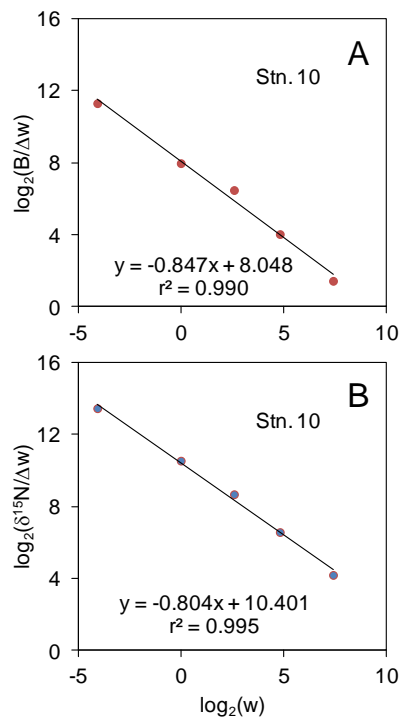 A
Stn. 10
log₂(B/Δw)
16
12
8
4
0
y = -0.847x + 8.048
r² = 0.990
-5
0
5
10
B
Stn. 10
log₂(δ¹⁵N/Δw)
16
12
8
4
0
y = -0.804x + 10.401
r² = 0.995
-5
0
5
10
log₂(w)